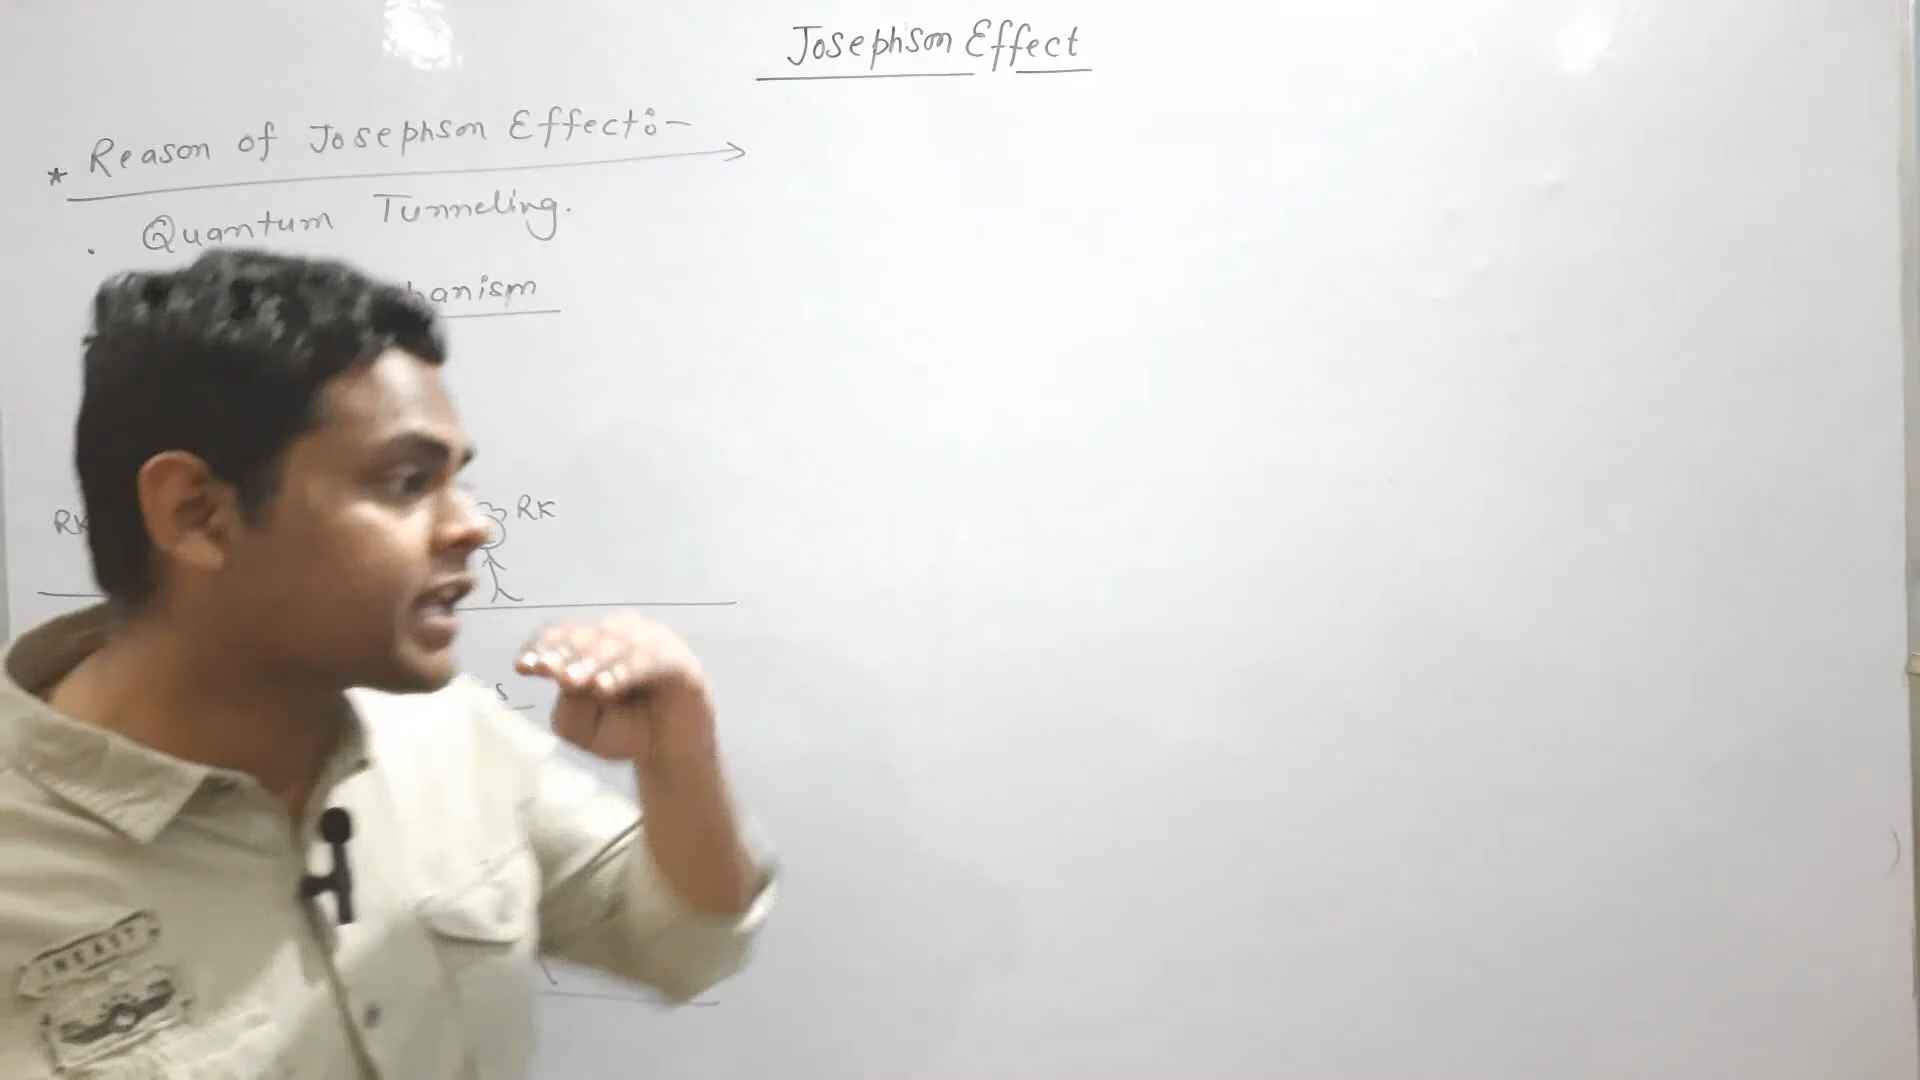 Josephson Effect
* Reason of Josephson Effect:-
. Quantum Tunneling.
hanism
RK
RK
s